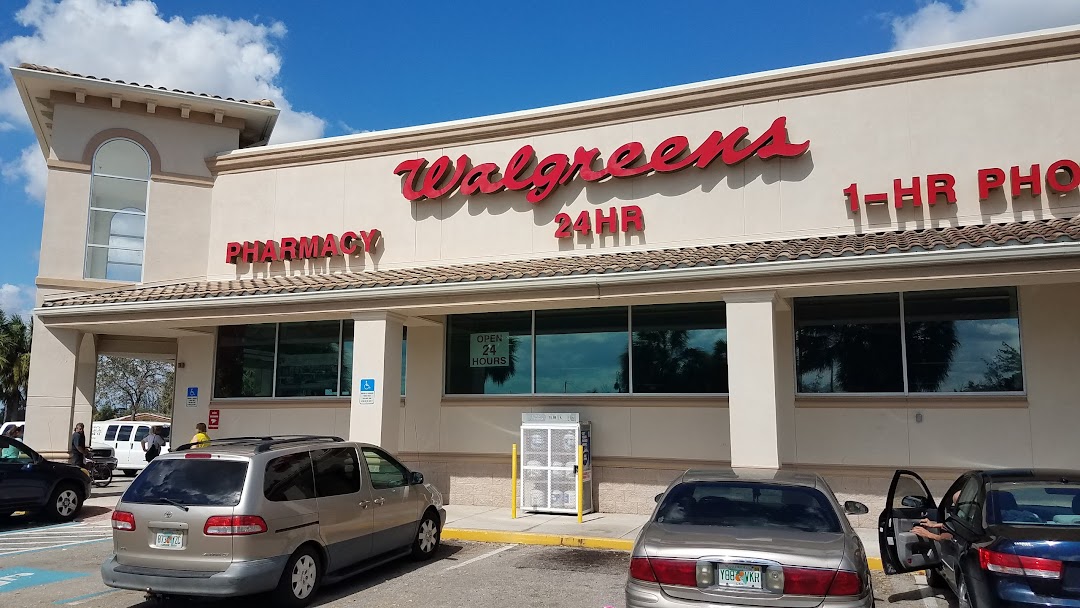 Walgreens
24HR
PHARMACY
1-HR PHO
OPEN
24
HOURS